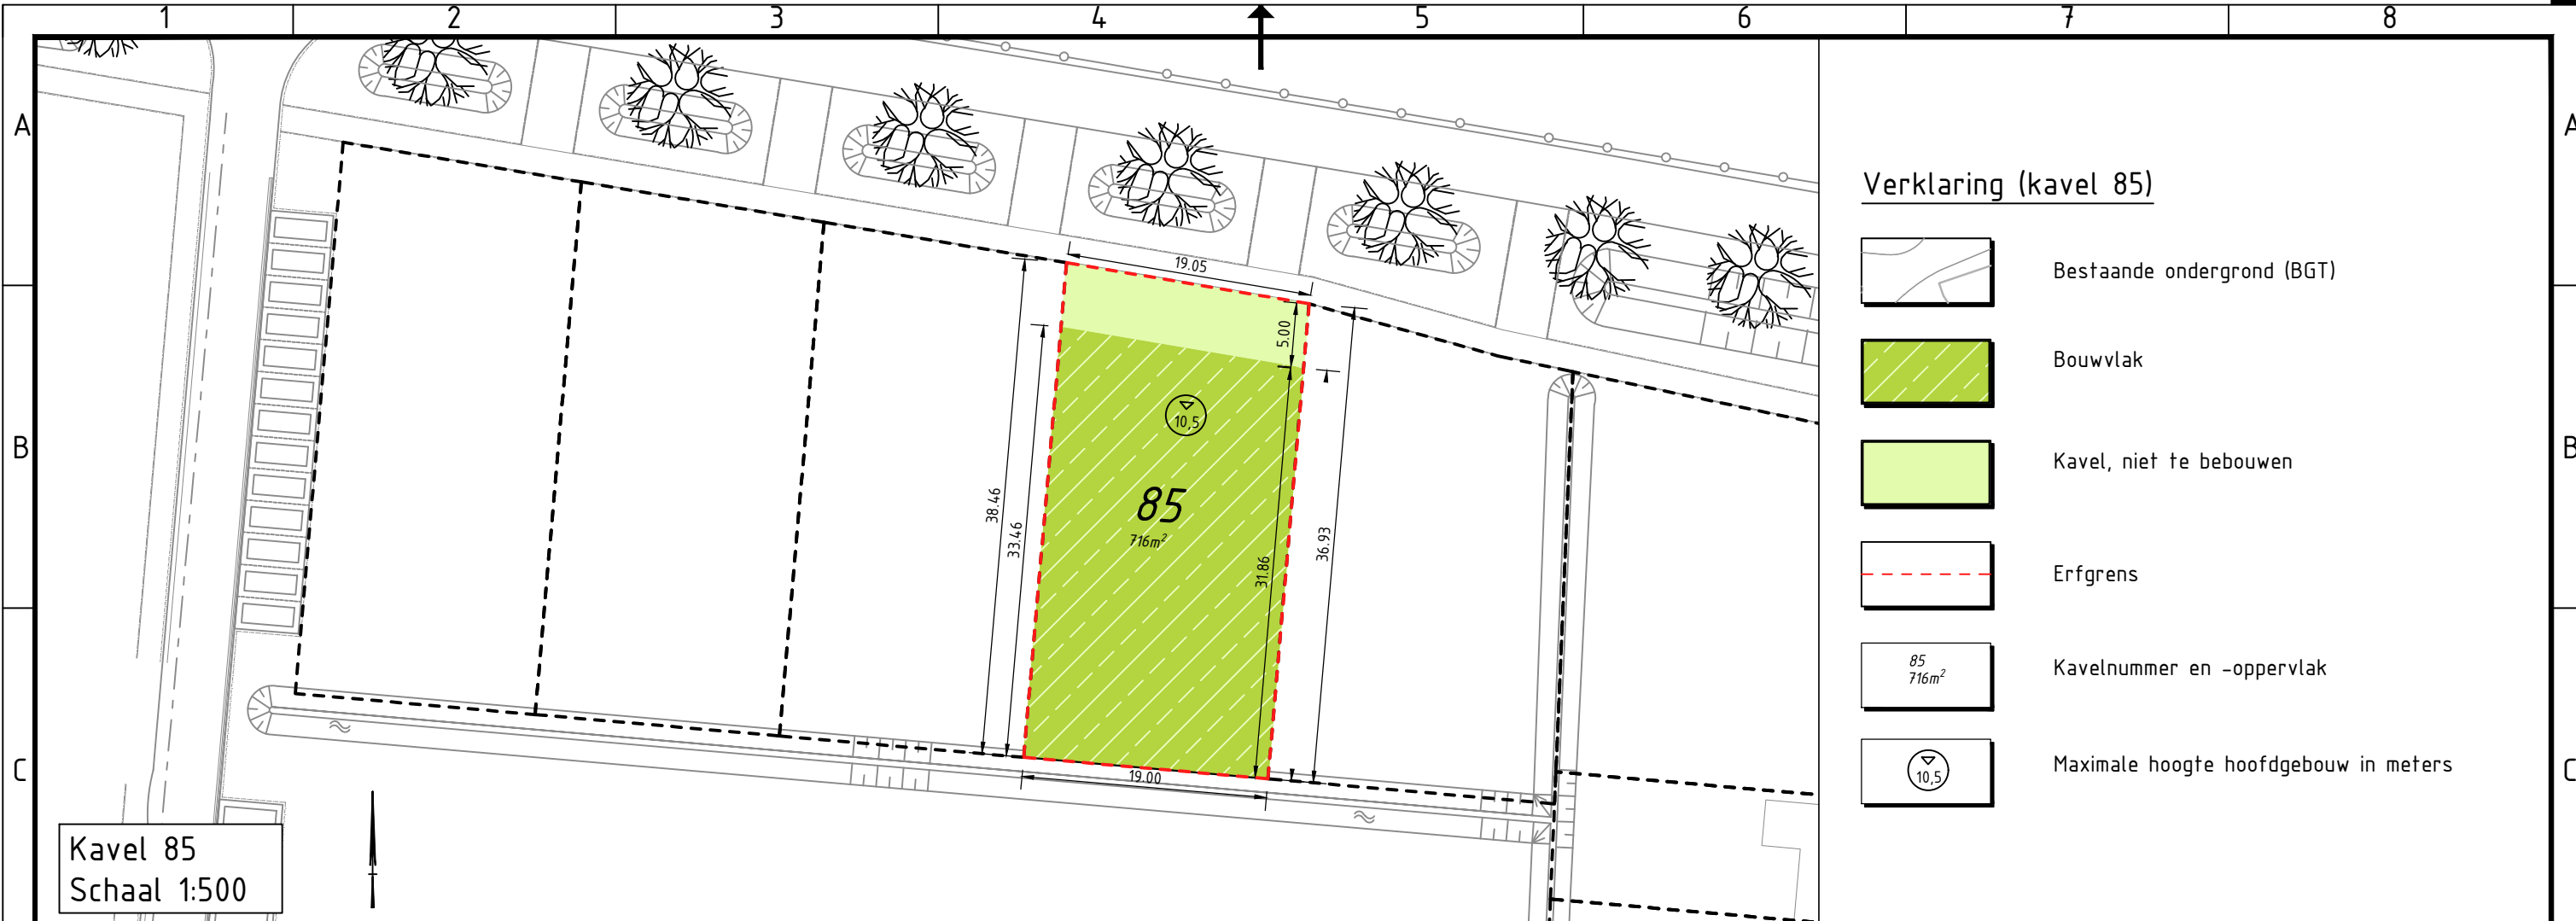 1 2 3 4 5 6 7 8
A A
Verklaring (kavel 85)
19.05
Bestaande ondergrond (BGT)
5.00
Bouwvlak
10,5
B B
Kavel, niet te bebouwen
38.46
33.46
85
716m²
31.86
36.93
Erfgrens
85
716m²
Kavelnummer en -oppervlak
10,5
Maximale hoogte hoofdgebouw in meters
C C
19.00
Kavel 85
Schaal 1:500